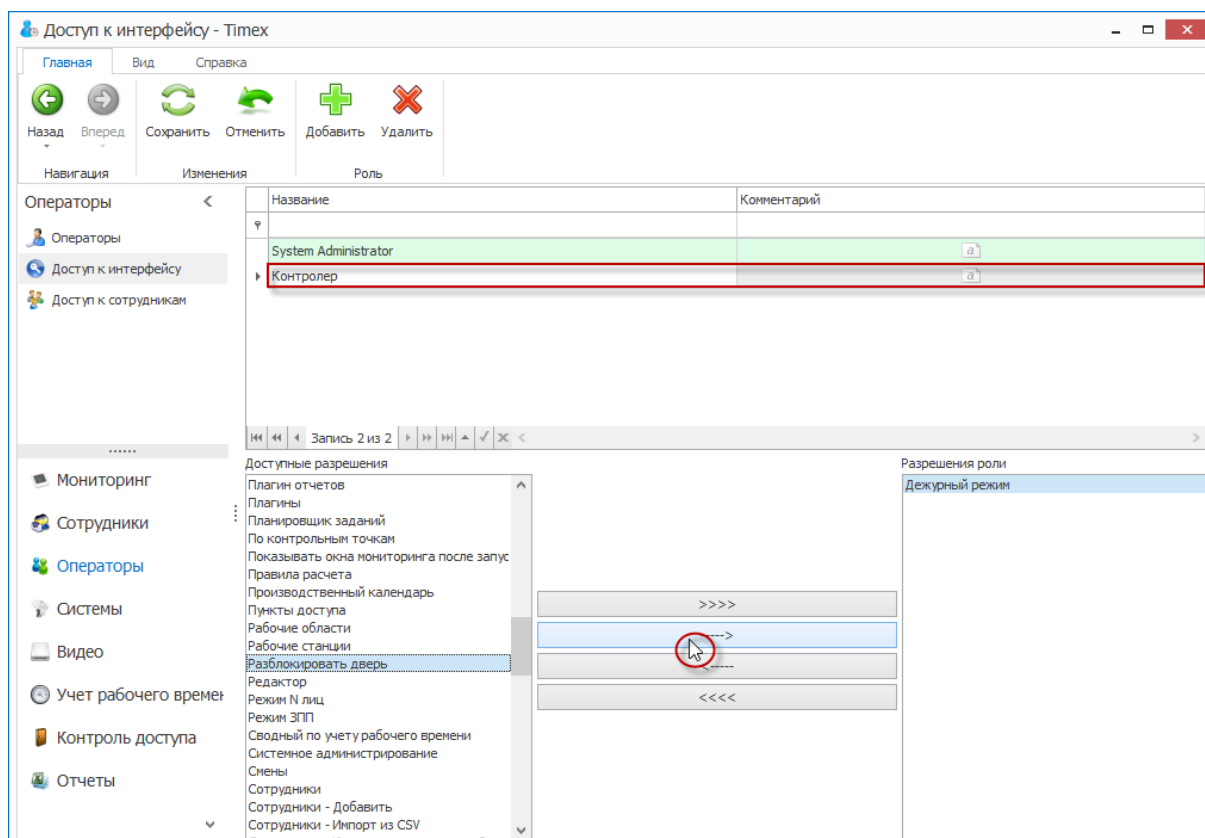 Доступ к интерфейсу - Timex
Главная Вид Справка
Назад Вперед Сохранить Отменить Добавить Удалить
Навигация Изменения Роль
Операторы
Операторы
Доступ к интерфейсу
Доступ к сотрудникам
Название Комментарий
System Administrator a
Контролер a
Запись 2 из 2
Мониторинг
Сотрудники
Операторы
Системы
Видео
Учет рабочего времен
Контроль доступа
Отчеты
Доступные разрешения
Плагин отчетов
Плагины
Планировщик заданий
По контрольным точкам
Показывать окна мониторинга после запус
Правила расчета
Производственный календарь
Пункты доступа
Рабочие области
Рабочие станции
Разблокировать дверь
Редактор
Режим N лиц
Режим ЗПП
Сводный по учету рабочего времени
Системное администрирование
Смены
Сотрудники
Сотрудники - Добавить
Сотрудники - Импорт из CSV
>>>>
---->
<-----
<<<<
Разрешения роли
Дежурный режим